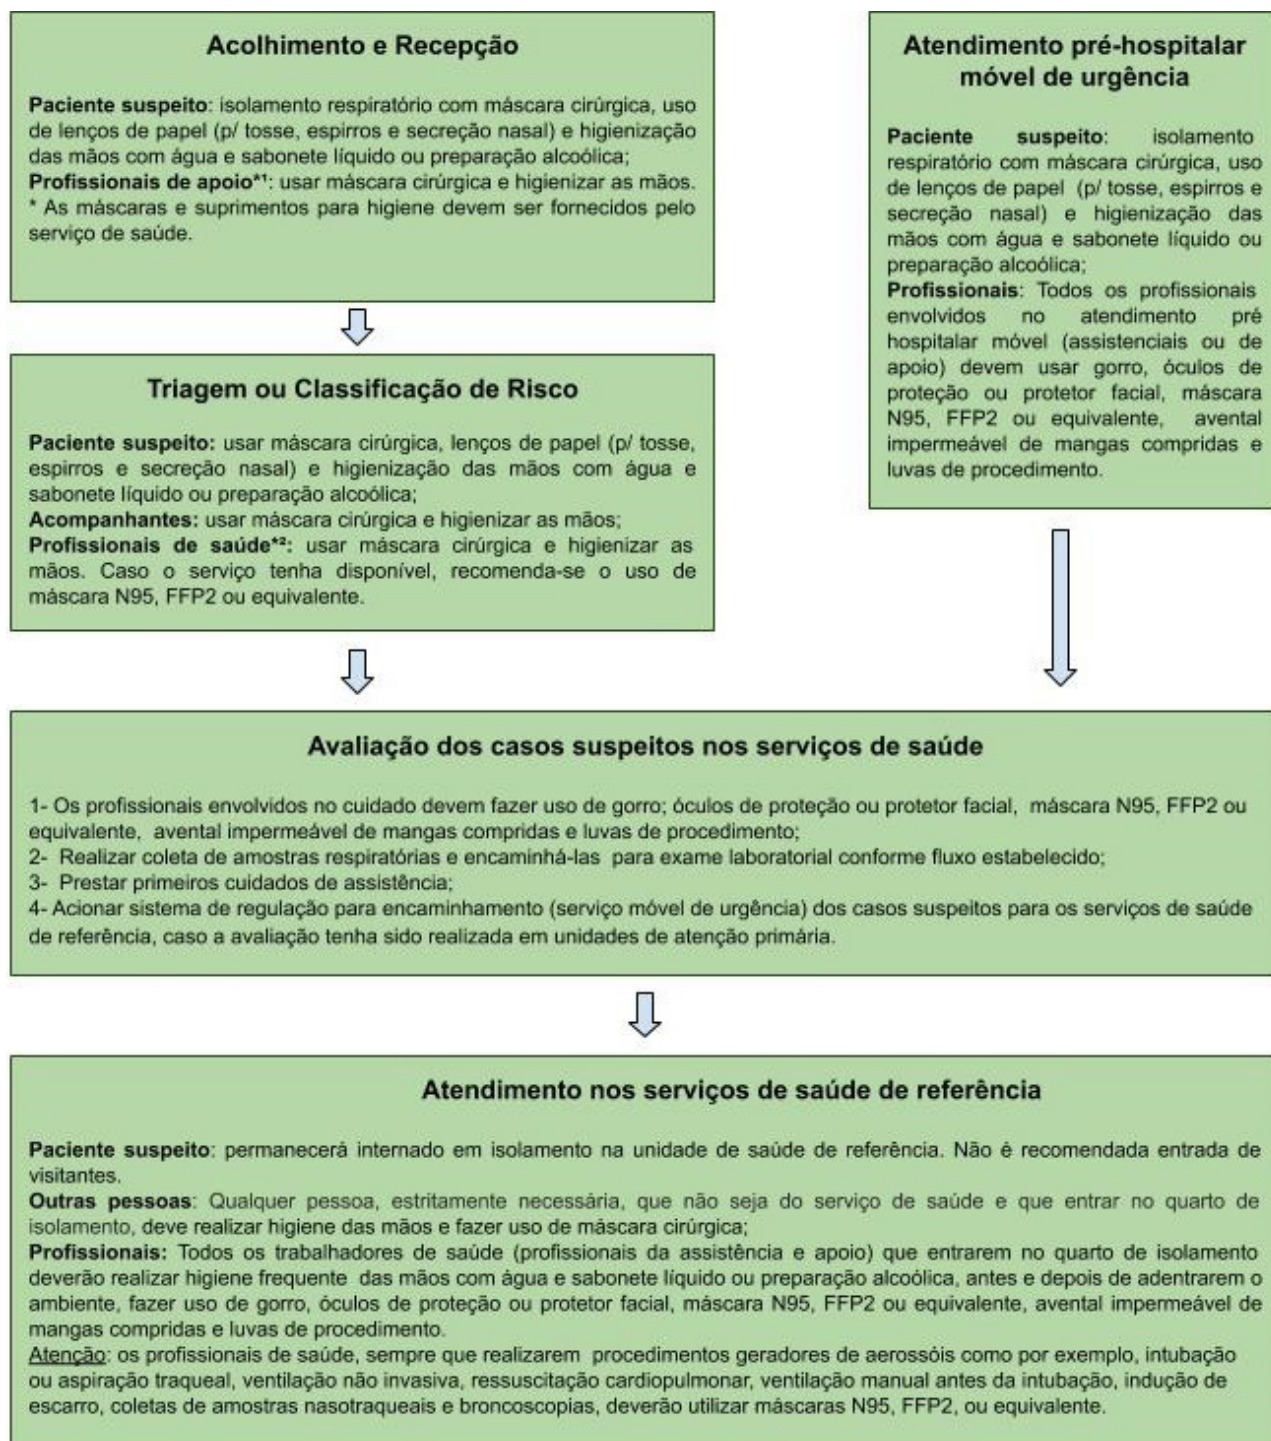 Acolhimento e Recepção
Paciente suspeito: isolamento respiratório com máscara cirúrgica, uso
de lenços de papel (p/ tosse, espirros e secreção nasal) e higienização
das mãos com água e sabonete líquido ou preparação alcoólica;
Profissionais de apoio*¹: usar máscara cirúrgica e higienizar as mãos.
* As máscaras e suprimentos para higiene devem ser fornecidos pelo
serviço de saúde.
Triagem ou Classificação de Risco
Paciente suspeito: usar máscara cirúrgica, lenços de papel (p/ tosse,
espirros e secreção nasal) e higienização das mãos com água e
sabonete líquido ou preparação alcoólica;
Acompanhantes: usar máscara cirúrgica e higienizar as mãos;
Profissionais de saúde*²: usar máscara cirúrgica e higienizar as
mãos. Caso o serviço tenha disponível, recomenda-se o uso de
máscara N95, FFP2 ou equivalente.
Atendimento pré-hospitalar
móvel de urgência
Paciente suspeito: isolamento
respiratório com máscara cirúrgica, uso
de lenços de papel (p/ tosse, espirros e
secreção nasal) e higienização das
mãos com água e sabonete líquido ou
preparação alcoólica;
Profissionais: Todos os profissionais
envolvidos no atendimento pré
hospitalar móvel (assistenciais ou de
apoio) devem usar gorro, óculos de
proteção ou protetor facial, máscara
N95, FFP2 ou equivalente, avental
impermeável de mangas compridas e
luvas de procedimento.
Avaliação dos casos suspeitos nos serviços de saúde
1- Os profissionais envolvidos no cuidado devem fazer uso de gorro; óculos de proteção ou protetor facial, máscara N95, FFP2 ou
equivalente, avental impermeável de mangas compridas e luvas de procedimento;
2- Realizar coleta de amostras respiratórias e encaminhá-las para exame laboratorial conforme fluxo estabelecido;
3- Prestar primeiros cuidados de assistência;
4- Acionar sistema de regulação para encaminhamento (serviço móvel de urgência) dos casos suspeitos para os serviços de saúde
de referência, caso a avaliação tenha sido realizada em unidades de atenção primária.
Atendimento nos serviços de saúde de referência
Paciente suspeito: permanecerá internado em isolamento na unidade de saúde de referência. Não é recomendada entrada de
visitantes.
Outras pessoas: Qualquer pessoa, estritamente necessária, que não seja do serviço de saúde e que entrar no quarto de
isolamento, deve realizar higiene das mãos e fazer uso de máscara cirúrgica;
Profissionais: Todos os trabalhadores de saúde (profissionais da assistência e apoio) que entrarem no quarto de isolamento
deverão realizar higiene frequente das mãos com água e sabonete líquido ou preparação alcoólica, antes e depois de adentrarem o
ambiente, fazer uso de gorro, óculos de proteção ou protetor facial, máscara N95, FFP2 ou equivalente, avental impermeável de
mangas compridas e luvas de procedimento.
Atenção: os profissionais de saúde, sempre que realizarem procedimentos geradores de aerossóis como por exemplo, intubação
ou aspiração traqueal, ventilação não invasiva, ressuscitação cardiopulmonar, ventilação manual antes da intubação, indução de
escarro, coletas de amostras nasotraqueais e broncoscopias, deverão utilizar máscaras N95, FFP2, ou equivalente.